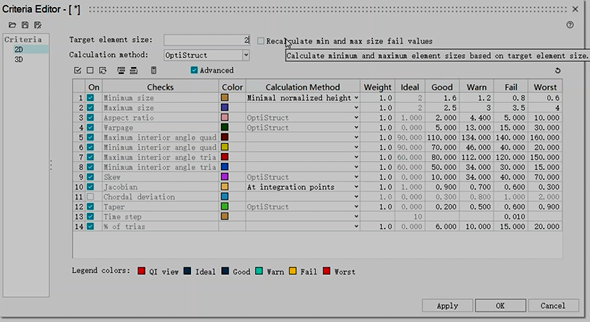 Criteria Editor - [ *]
Criteria
2D
3D
Target element size: 2
Recalculate min and max size fail values
Calculation method: OptiStruct
Calculate minimum and maximum element sizes based on target element size.
Advanced
On Checks Color Calculation Method Weight Ideal Good Warn Fail Worst
1 Minimum size Minimal normalized height 1.0 2 1.6 1.2 0.8 0.6
2 Maximum size 1.0 2 2.5 3 3.5 4
3 Aspect ratio OptiStruct 1.0 1.000 2.000 4.400 5.000 10.000
4 Warpage OptiStruct 1.0 0.000 5.000 13.000 15.000 30.000
5 Maximum interior angle quad 1.0 90.000 110.000 134.000 140.000 160.000
6 Minimum interior angle quad 1.0 90.000 70.000 46.000 40.000 20.000
7 Maximum interior angle tria 1.0 60.000 80.000 112.000 120.000 150.000
8 Minimum interior angle tria 1.0 60.000 50.000 34.000 30.000 15.000
9 Skew OptiStruct 1.0 0.000 10.000 34.000 40.000 70.000
10 Jacobian At integration points 1.0 1.000 0.900 0.700 0.600 0.300
11 Chordal deviation 1.0 0.000 0.300 0.800 1.000 2.000
12 Taper OptiStruct 1.0 0.000 0.200 0.500 0.600 0.900
13 Time step 10 0.010
14 % of trias 1.0 0.000 6.000 10.000 15.000 20.000
Legend colors: QI view Ideal Good Warn Fail Worst
Apply OK Cancel